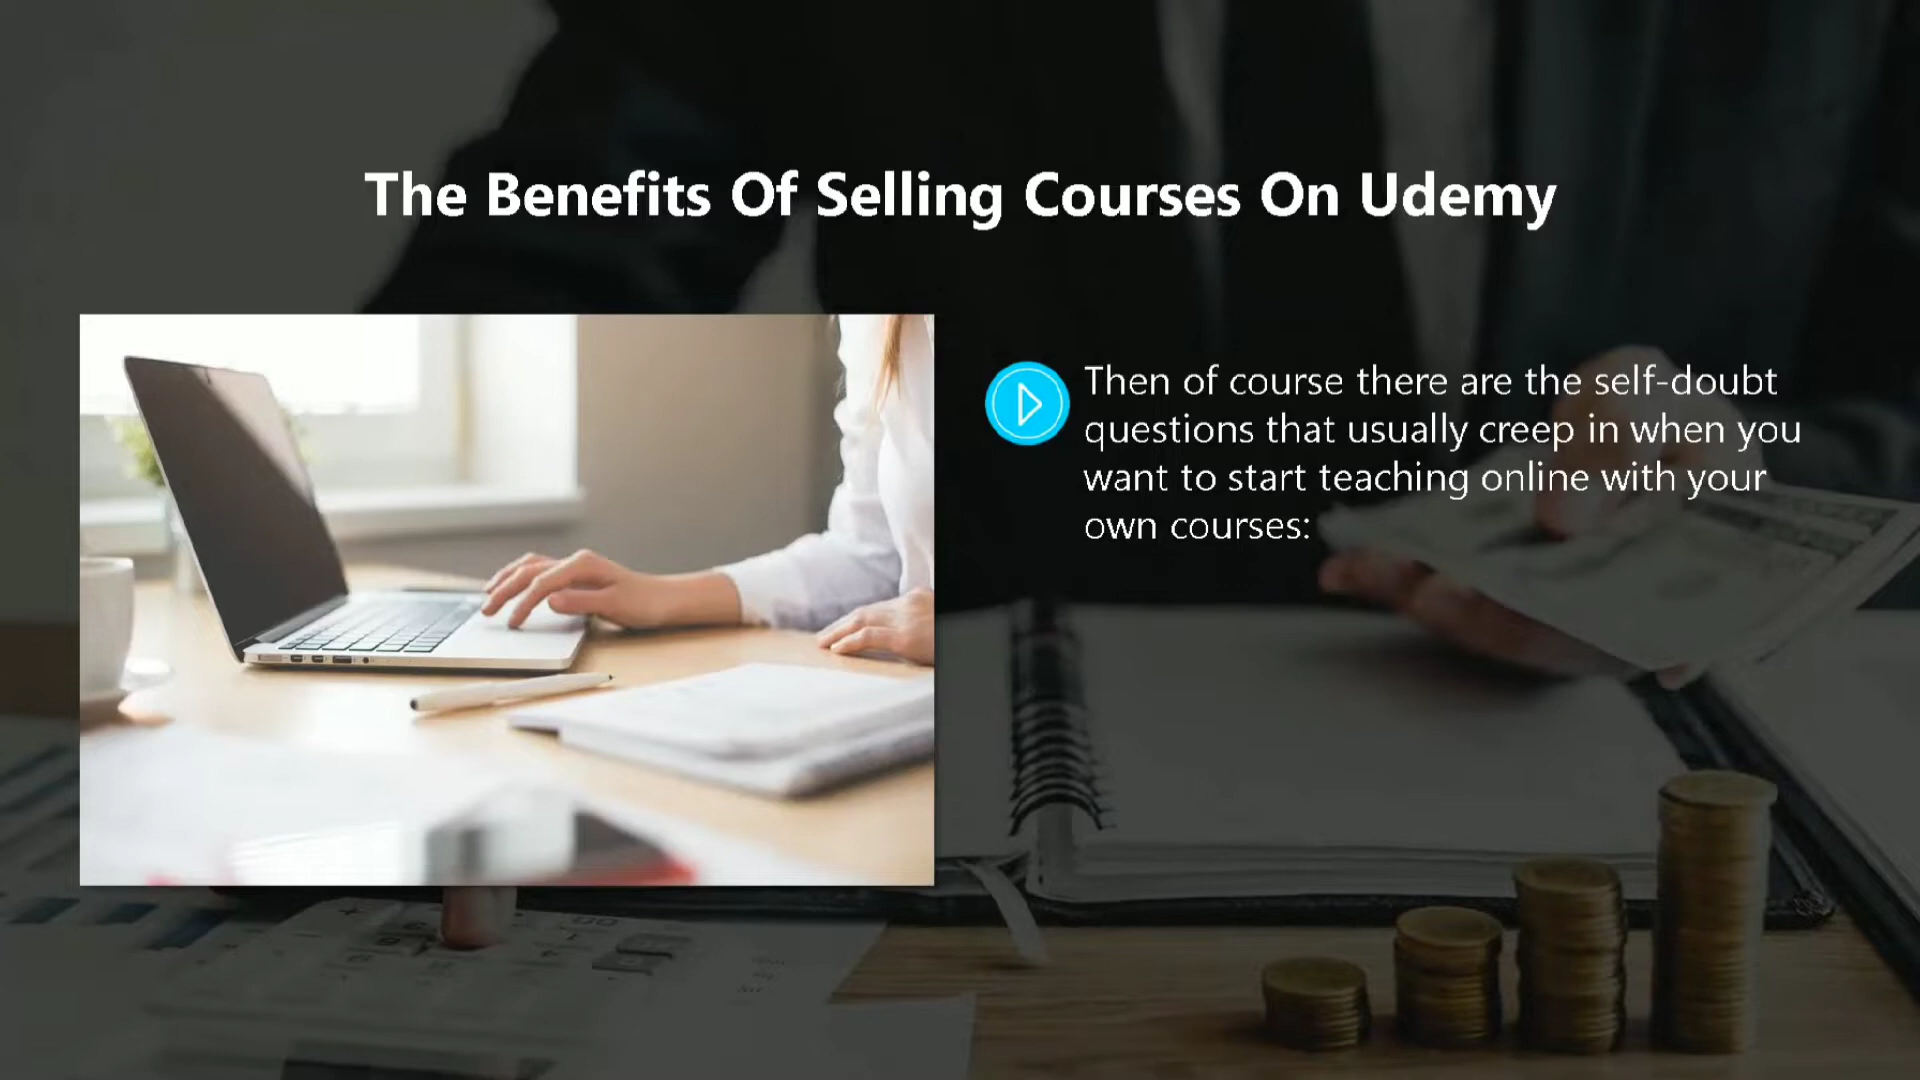 The Benefits Of Selling Courses On Udemy
Then of course there are the self-doubt
questions that usually creep in when you
want to start teaching online with your
own courses: